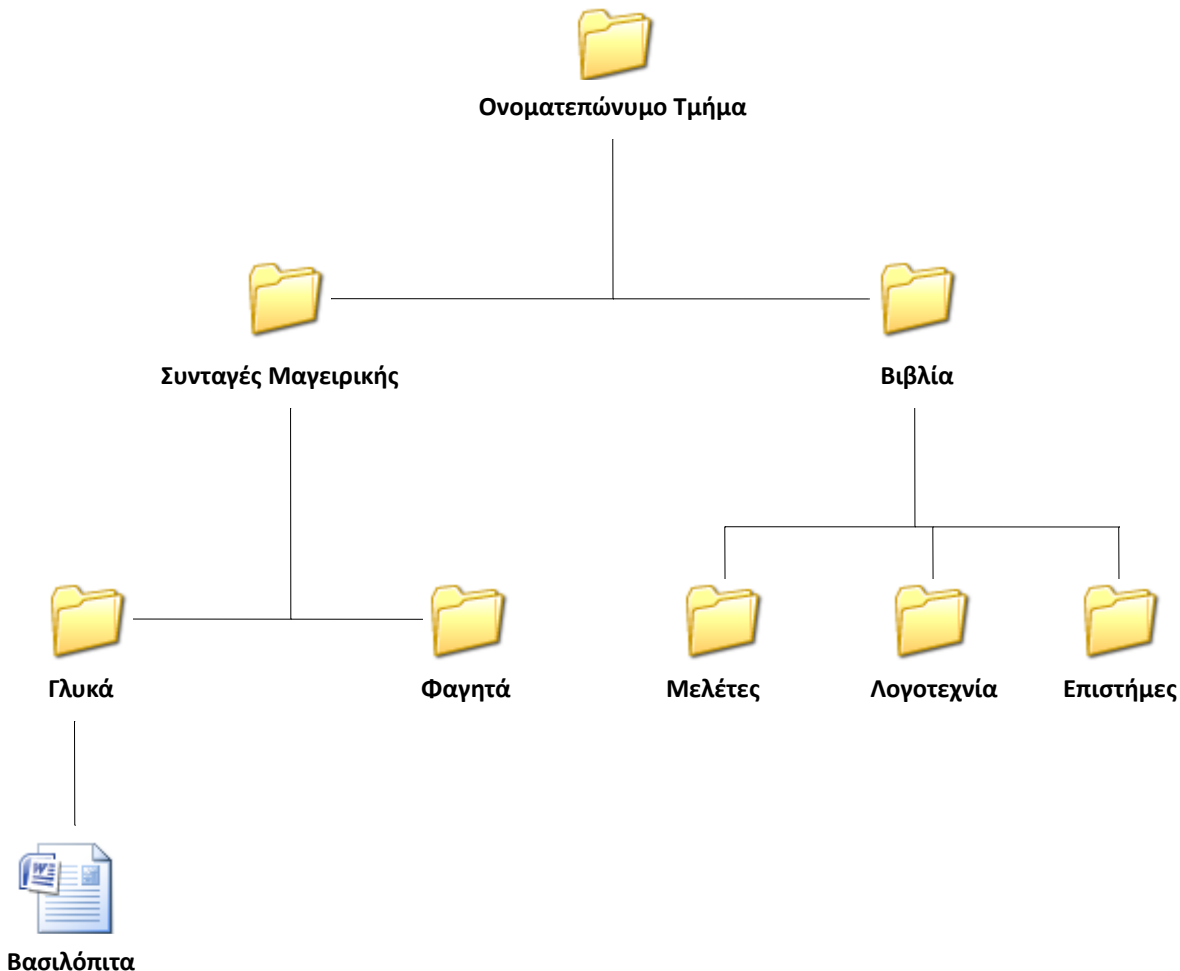 Ονοματεπώνυμο Τμήμα
Συνταγές Μαγειρικής
Βιβλία
Γλυκά
Φαγητά
Μελέτες
Λογοτεχνία
Επιστήμες
W
Βασιλόπιτα